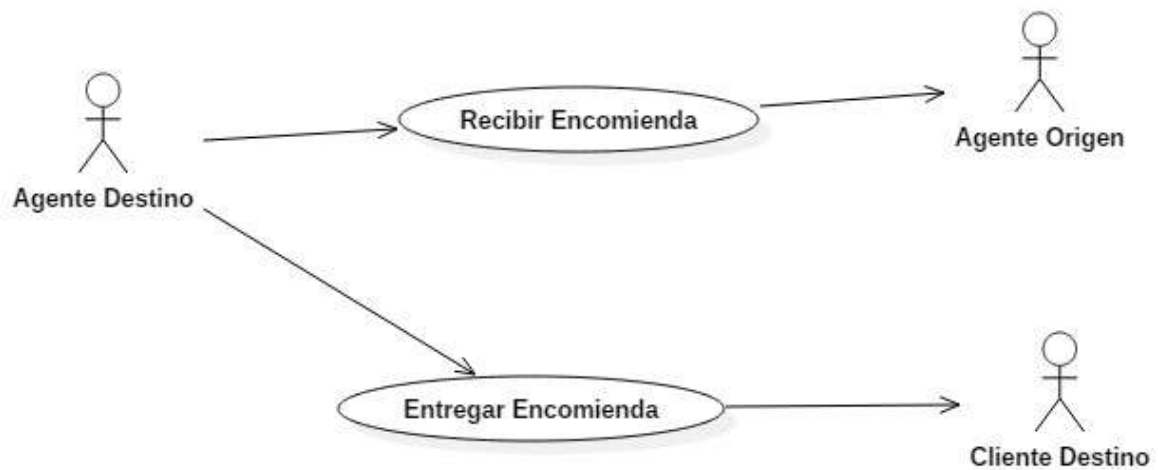 Recibir Encomienda
Agente Origen
Agente Destino
Entregar Encomienda
Cliente Destino